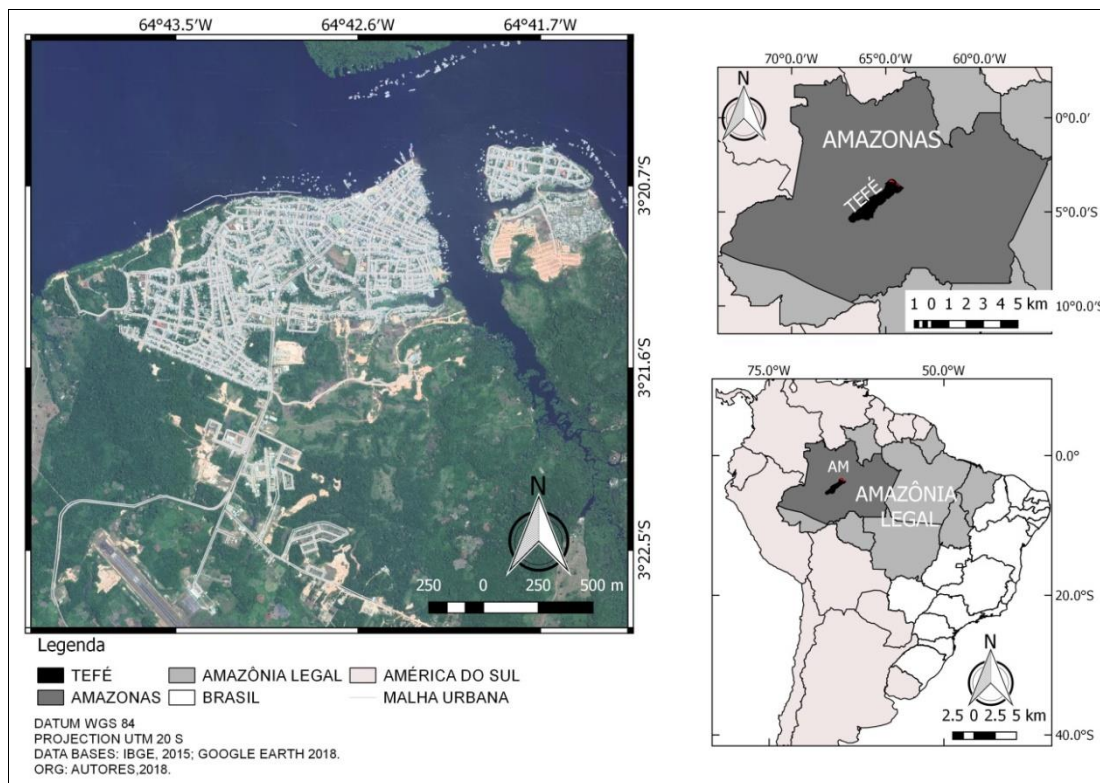 64°43.5'W 64°42.6'W 64°41.7'W
3°20.7'S
3°21.6'S
3°22.5'S
N
250 0 250 500 m
70°0.0'W 65°0.0'W 60°0.0'W
N
AMAZONAS
TEFÉ
0°0.0'
5°0.0'S
10°0.0'S
1 0 1 2 3 4 5 km
75.0°W 50.0°W
0.0°
AM
AMAZÔNIA
LEGAL
20.0°S
N
2.5 0 2.5 5 km
40.0°S
Legenda
TEFÉ AMAZÔNIA LEGAL AMÉRICA DO SUL
AMAZONAS BRASIL MALHA URBANA
DATUM WGS 84
PROJECTION UTM 20 S
DATA BASES: IBGE, 2015; GOOGLE EARTH 2018.
ORG: AUTORES,2018.